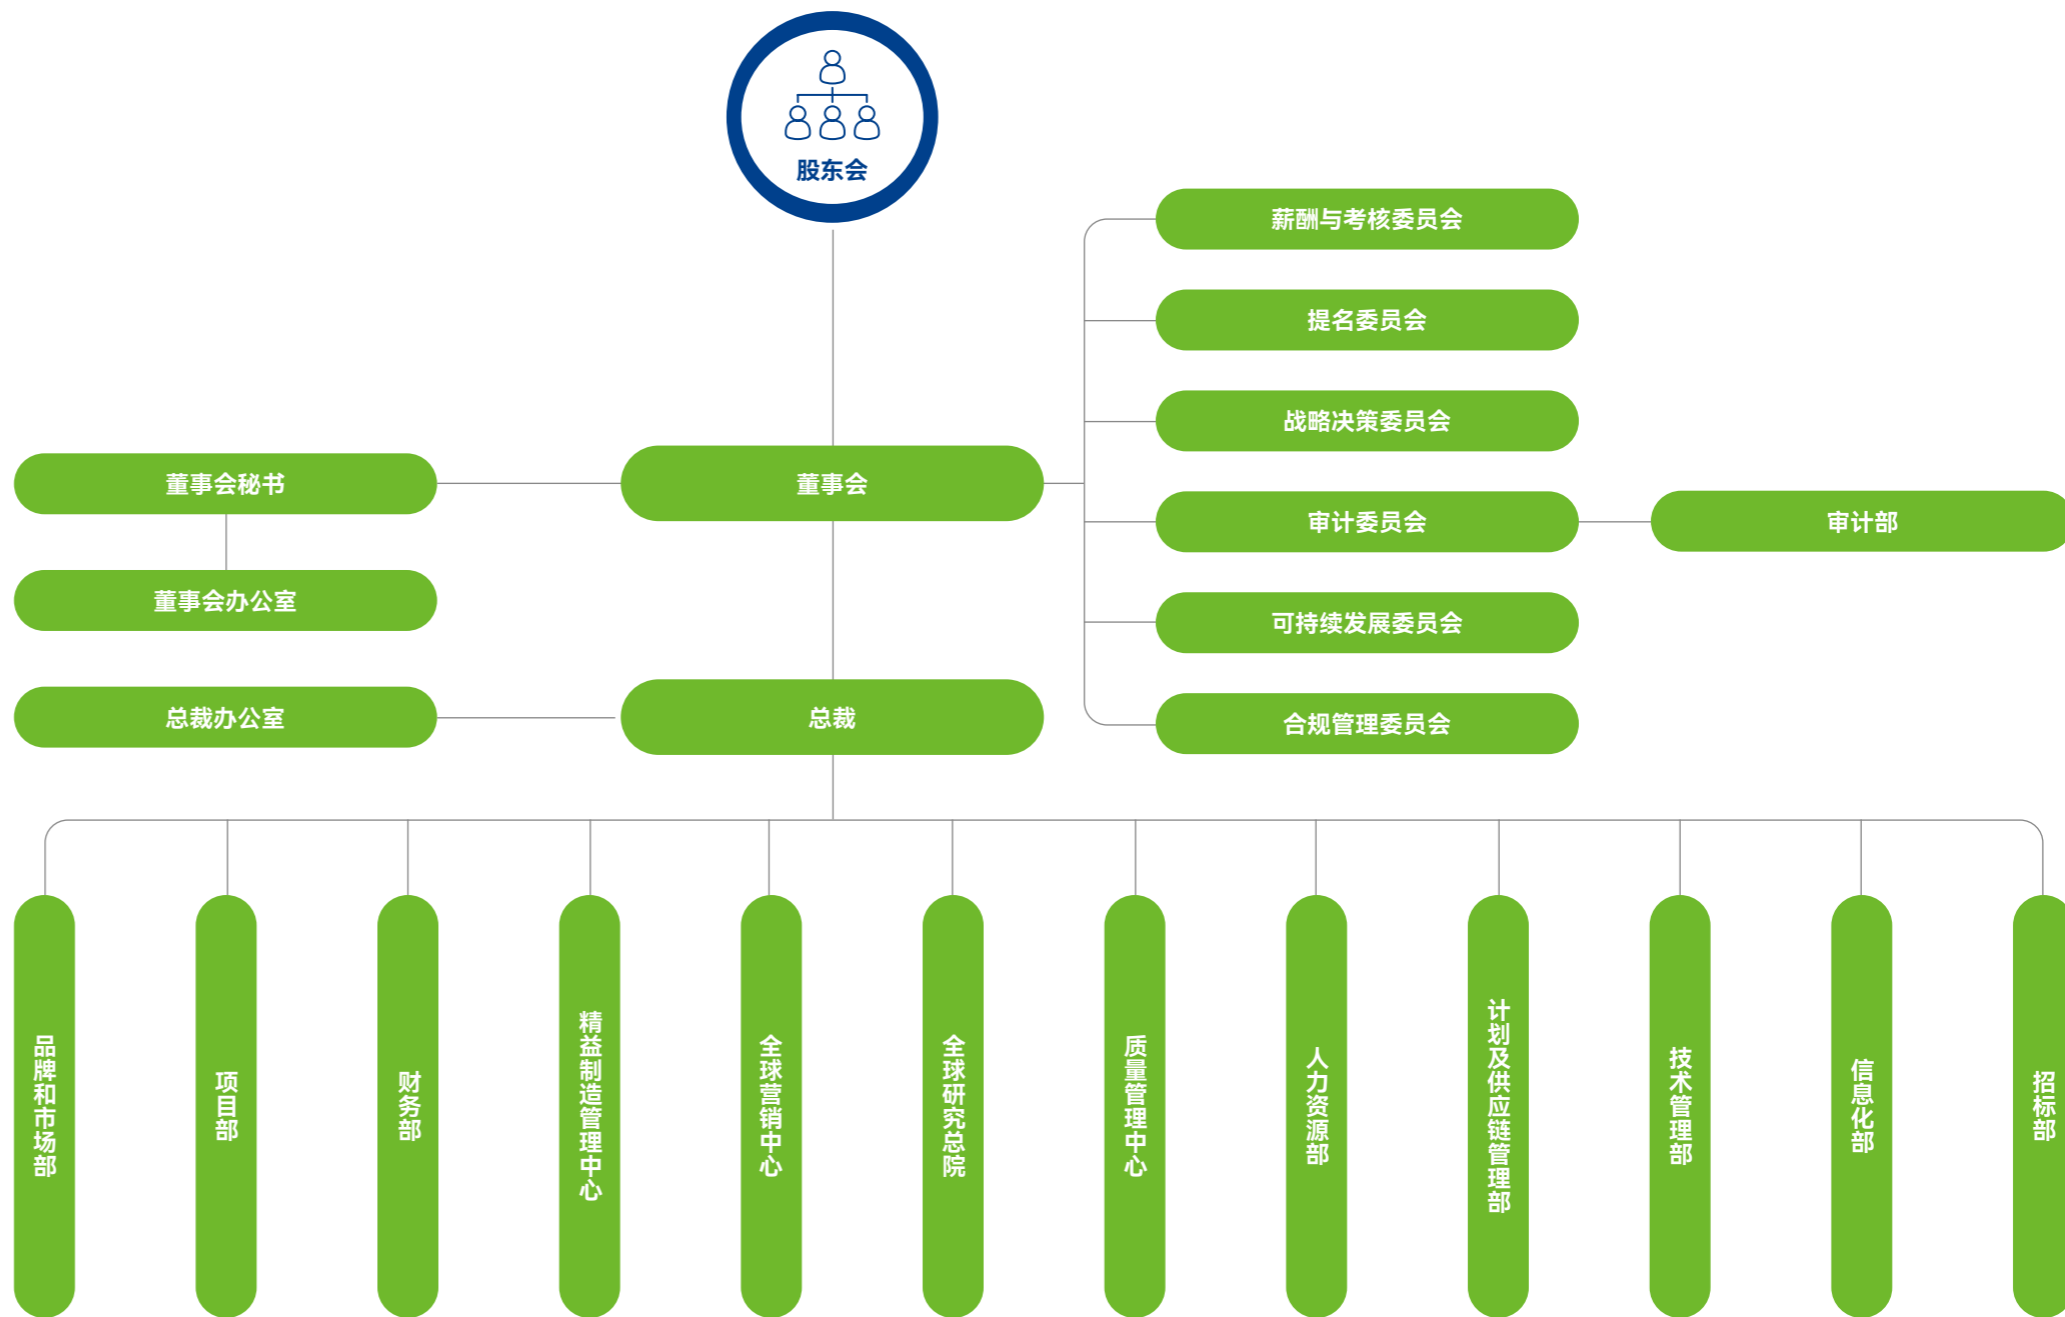 股东会
薪酬与考核委员会
提名委员会
战略决策委员会
董事会秘书
董事会
审计委员会
审计部
董事会办公室
可持续发展委员会
总裁办公室
总裁
合规管理委员会
品牌和市场部
项目部
财务部
精益制造管理中心
全球营销中心
全球研究总院
质量管理中心
人力资源部
计划及供应链管理部
技术管理部
信息化部
招标部